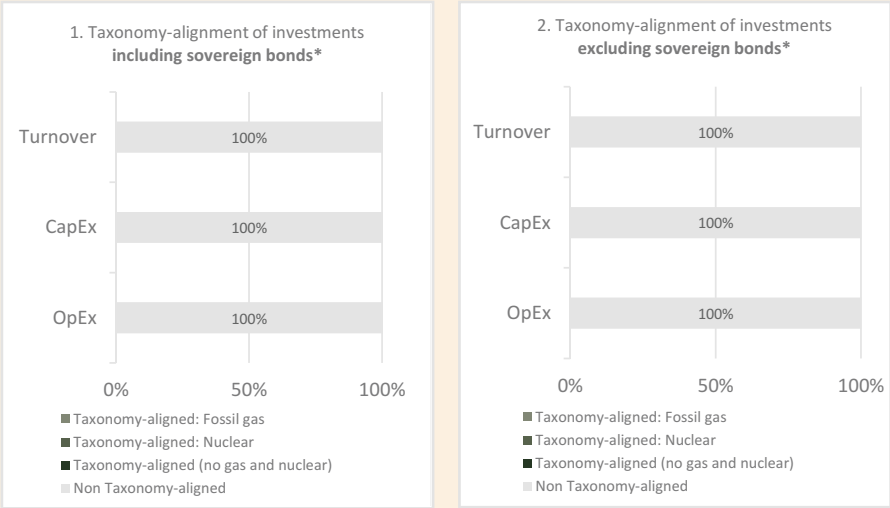 1. Taxonomy-alignment of investments
including sovereign bonds*
Turnover
100%
CapEx
100%
OpEx
100%
0%
50%
100%
Taxonomy-aligned: Fossil gas
Taxonomy-aligned: Nuclear
Taxonomy-aligned (no gas and nuclear)
Non Taxonomy-aligned
2. Taxonomy-alignment of investments
excluding sovereign bonds*
Turnover
100%
CapEx
100%
OpEx
100%
0%
50%
100%
Taxonomy-aligned: Fossil gas
Taxonomy-aligned: Nuclear
Taxonomy-aligned (no gas and nuclear)
Non Taxonomy-aligned